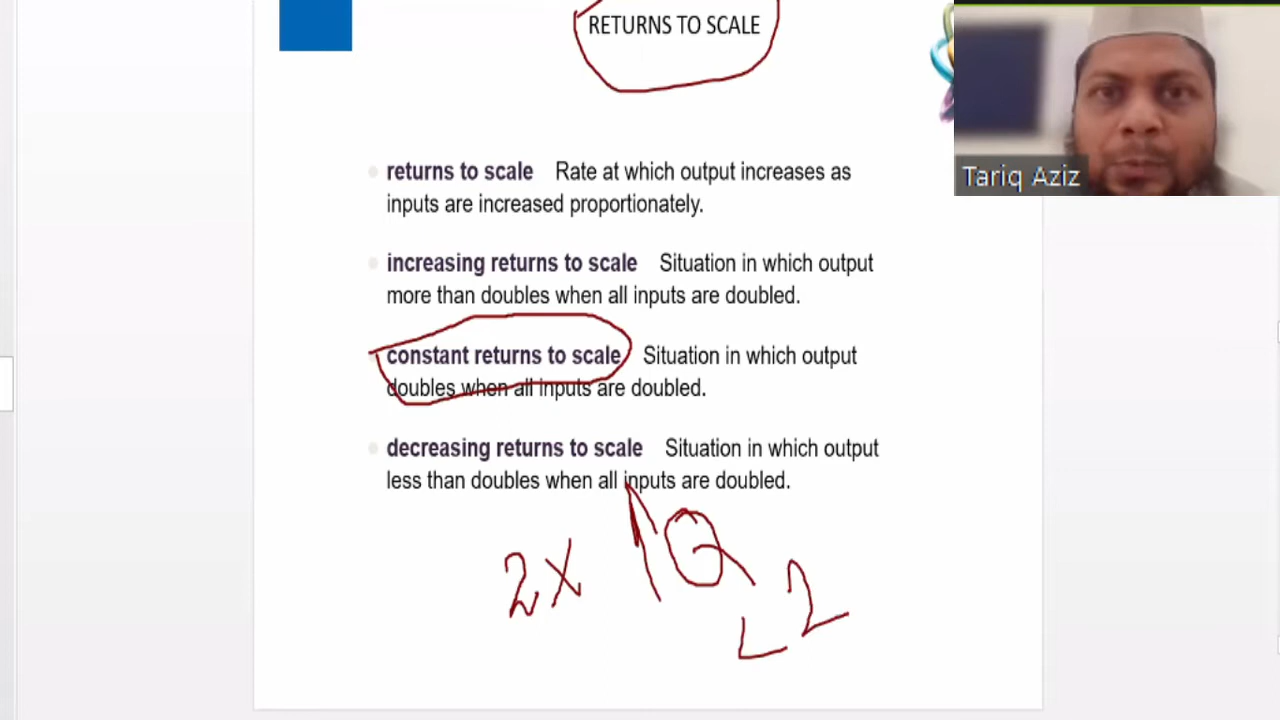 RETURNS TO SCALE
Tariq Aziz
returns to scale Rate at which output increases as
inputs are increased proportionately.
increasing returns to scale Situation in which output
more than doubles when all inputs are doubled.
constant returns to scale Situation in which output
doubles when all inputs are doubled.
decreasing returns to scale Situation in which output
less than doubles when all inputs are doubled.
2x ↑Q
< 2